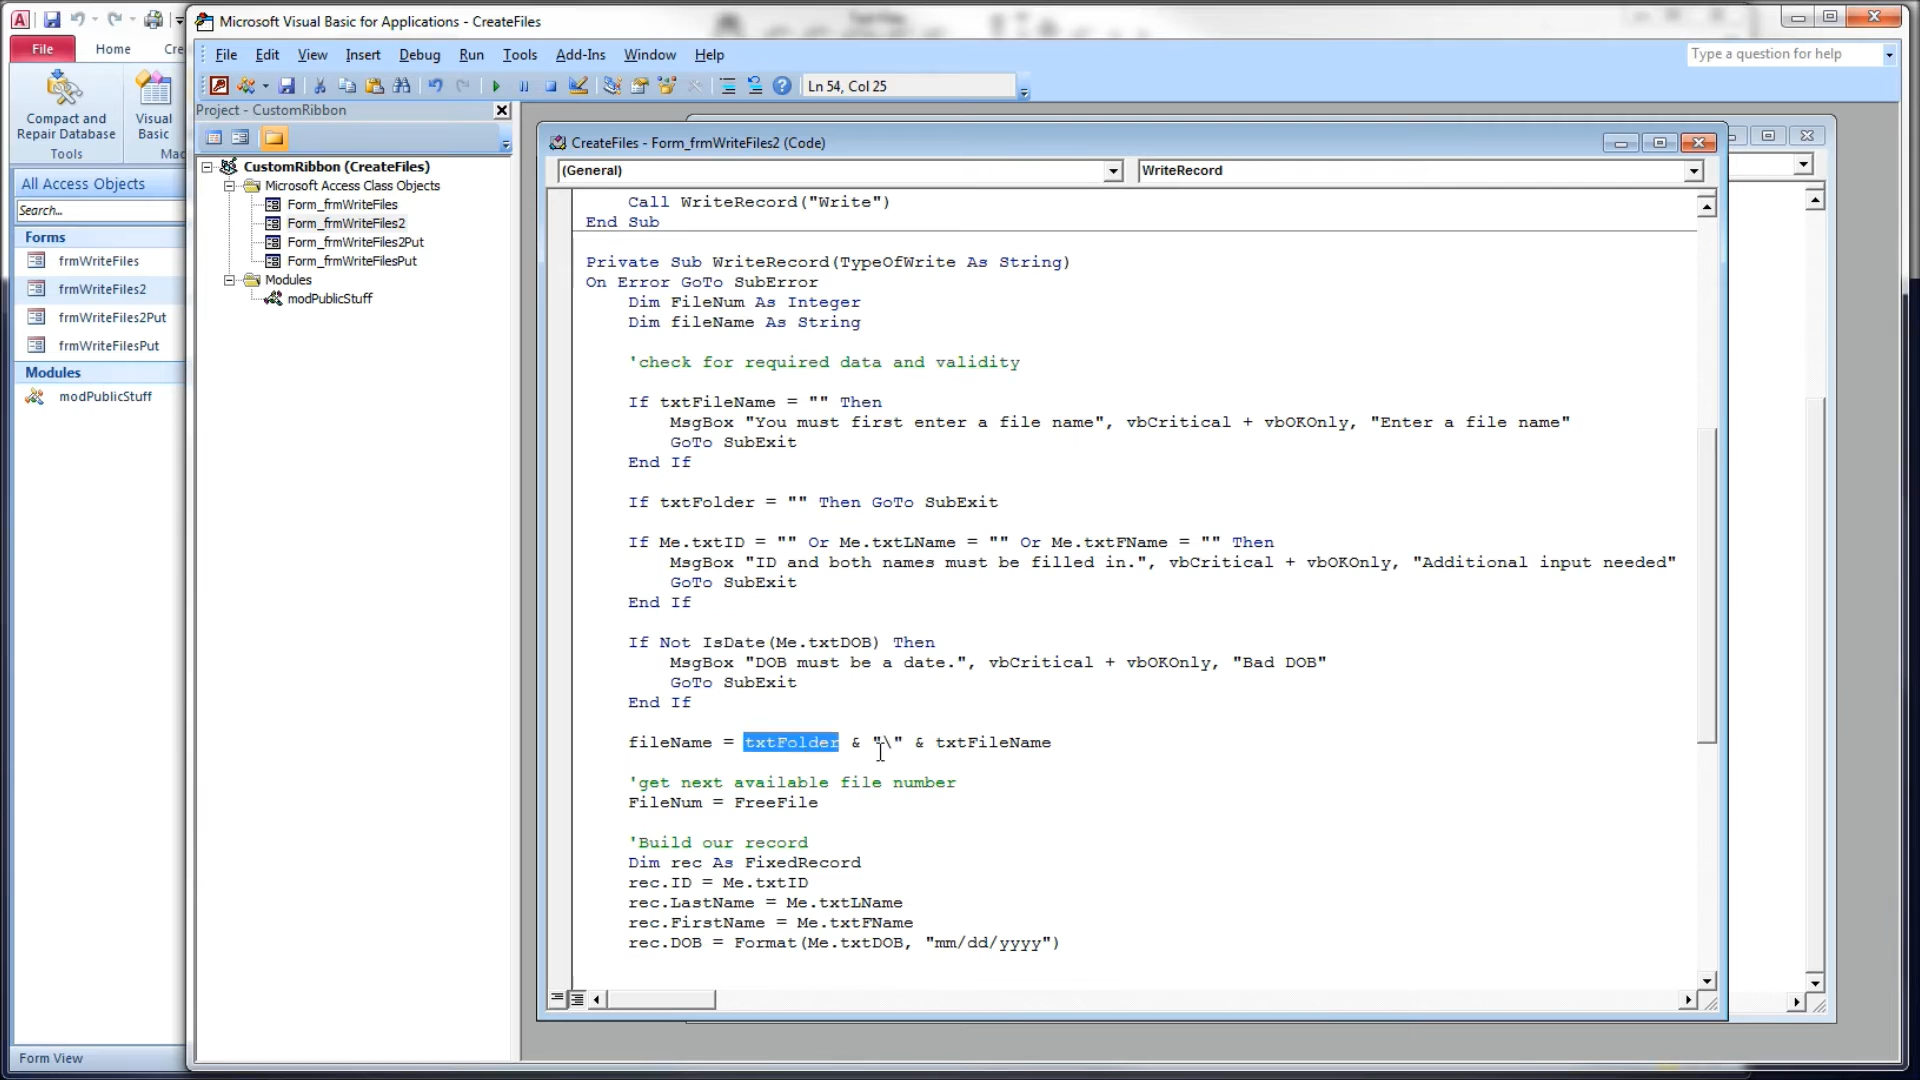 Microsoft Visual Basic for Applications - CreateFiles
File Home
File Edit View Insert Debug Run Tools Add-Ins Window Help
Type a question for help
Ln 54, Col 25
Compact and
Repair Database
Visual
Basic
Tools
Project - CustomRibbon
All Access Objects
Search...
Forms
frmWriteFiles
frmWriteFiles2
frmWriteFiles2Put
frmWriteFilesPut
Modules
modPublicStuff
Form View
CustomRibbon (CreateFiles)
Microsoft Access Class Objects
Form_frmWriteFiles
Form_frmWriteFiles2
Form_frmWriteFiles2Put
Form_frmWriteFilesPut
Modules
modPublicStuff
CreateFiles - Form_frmWriteFiles2 (Code)
(General) WriteRecord
Call WriteRecord("Write")
End Sub
Private Sub WriteRecord(TypeOfWrite As String)
On Error GoTo SubError
Dim FileNum As Integer
Dim fileName As String
'check for required data and validity
If txtFileName = "" Then
MsgBox "You must first enter a file name", vbCritical + vbOKOnly, "Enter a file name"
GoTo SubExit
End If
If txtFolder = "" Then GoTo SubExit
If Me.txtID = "" Or Me.txtLName = "" Or Me.txtFName = "" Then
MsgBox "ID and both names must be filled in.", vbCritical + vbOKOnly, "Additional input needed"
GoTo SubExit
End If
If Not IsDate(Me.txtDOB) Then
MsgBox "DOB must be a date.", vbCritical + vbOKOnly, "Bad DOB"
GoTo SubExit
End If
fileName = txtFolder & "\" & txtFileName
'get next available file number
FileNum = FreeFile
'Build our record
Dim rec As FixedRecord
rec.ID = Me.txtID
rec.LastName = Me.txtLName
rec.FirstName = Me.txtFName
rec.DOB = Format(Me.txtDOB, "mm/dd/yyyy")